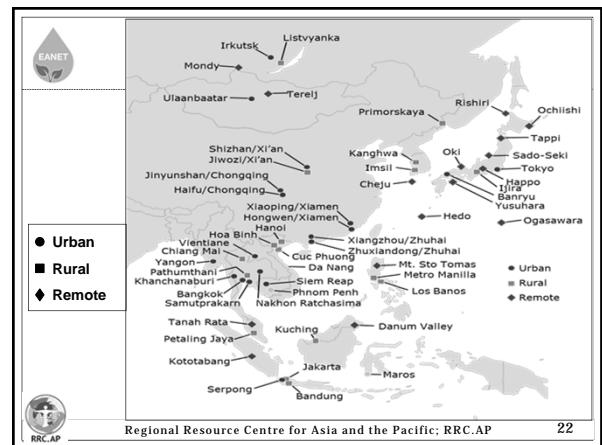 EANET
Irkutsk
Listvyanka
Mondy
Ulaanbaatar
Terelj
Primorskaya
Rishiri
Ochiishi
Tappi
Sado-Seki
Tokyo
Happo
Ijira
Banryu
Yusuhara
Oki
Kanghwa
Imsil
Cheju
Shizhan/Xi'an
Jiwozi/Xi'an
Jinyunshan/Chongqing
Haifu/Chongqing
Xiaoping/Xiamen
Hongwen/Xiamen
Hedo
Ogasawara
Xiangzhou/Zhuhai
Zhuxiandong/Zhuhai
Hanoi
Hoa Binh
Cuc Phuong
Vientiane
Chiang Mai
Yangon
Da Nang
Pathumthani
Khanchanaburi
Bangkok
Samutprakarn
Siem Reap
Phnom Penh
Nakhon Ratchasima
Mt. Sto Tomas
Metro Manilla
Los Banos
Urban
Rural
Remote
Urban
Rural
Remote
Tanah Rata
Petaling Jaya
Kuching
Danum Valley
Kototabang
Jakarta
Serpong
Bandung
Maros
RRC.AP
Regional Resource Centre for Asia and the Pacific; RRC.AP
22